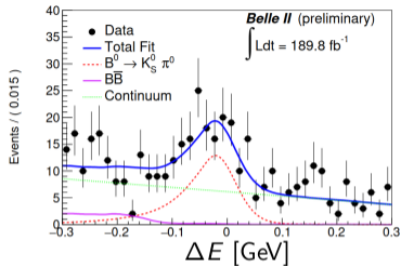 40
35
30
25
20
15
10
5
0
Events / ( 0.015 )
Data
Total Fit
B⁰ → K⁰S π⁰
BB̅
Continuum
Belle II (preliminary)
∫ Ldt = 189.8 fb⁻¹
−0.3 −0.2 −0.1 0 0.1 0.2 0.3
ΔE [GeV]